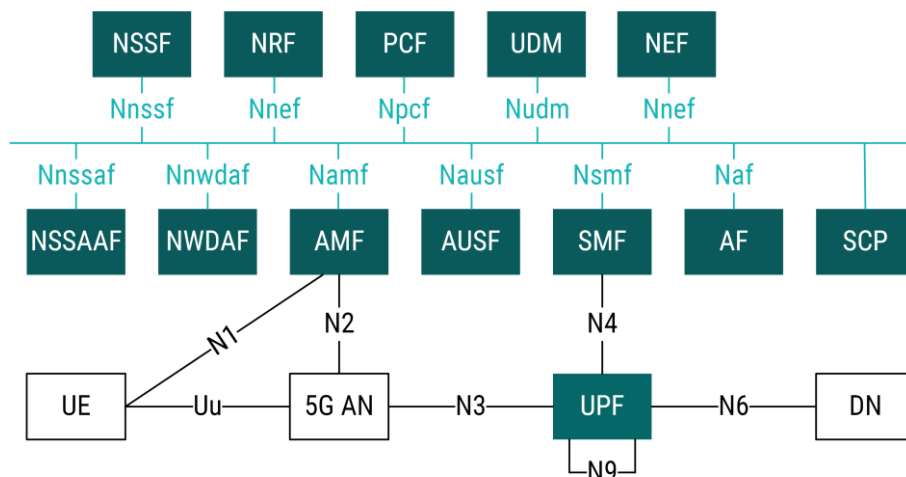 NSSF NRF PCF UDM NEF
Nnssf Nnef Npcf Nudm Nnef
Nnssaf Nnwdaf Namf Nausf Nsmf Naf
NSSAAF NWDAF AMF AUSF SMF AF SCP
N1 N2 N4
UE Uu 5G AN N3 UPF N6 DN
N9